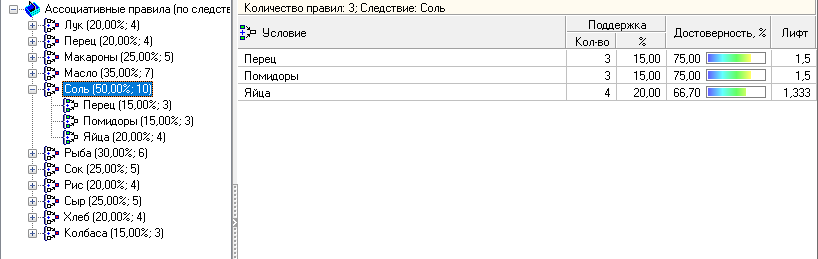 Ассоциативные правила (по следстве
Лук (20,00%; 4)
Перец (20,00%; 4)
Макароны (25,00%; 5)
Масло (35,00%; 7)
Соль (50,00%; 10)
Перец (15,00%; 3)
Помидоры (15,00%; 3)
Яйца (20,00%; 4)
Рыба (30,00%; 6)
Сок (25,00%; 5)
Рис (20,00%; 4)
Сыр (25,00%; 5)
Хлеб (20,00%; 4)
Колбаса (15,00%; 3)
Количество правил: 3; Следствие: Соль
Условие Поддержка Достоверность, % Лифт
Кол-во %
Перец 3 15,00 75,00 1,5
Помидоры 3 15,00 75,00 1,5
Яйца 4 20,00 66,70 1,333